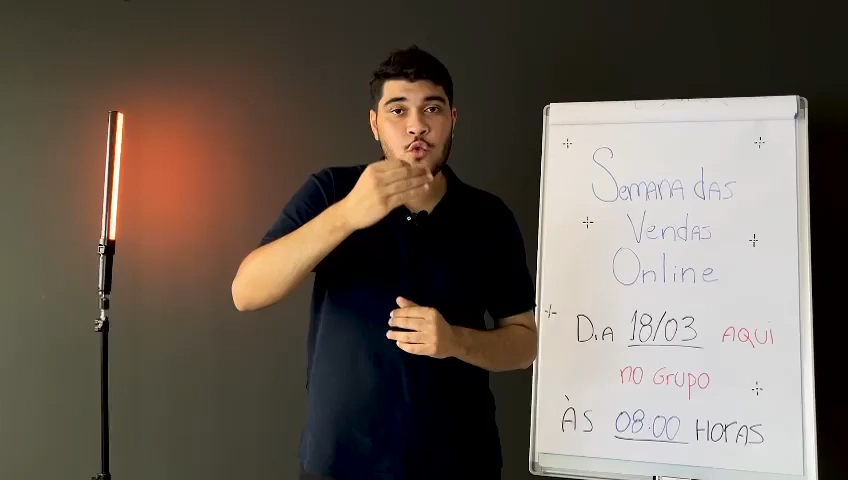 Semana das
Vendas
Online
Dia 18/03 AQUI
no Grupo
Às 08:00 Horas